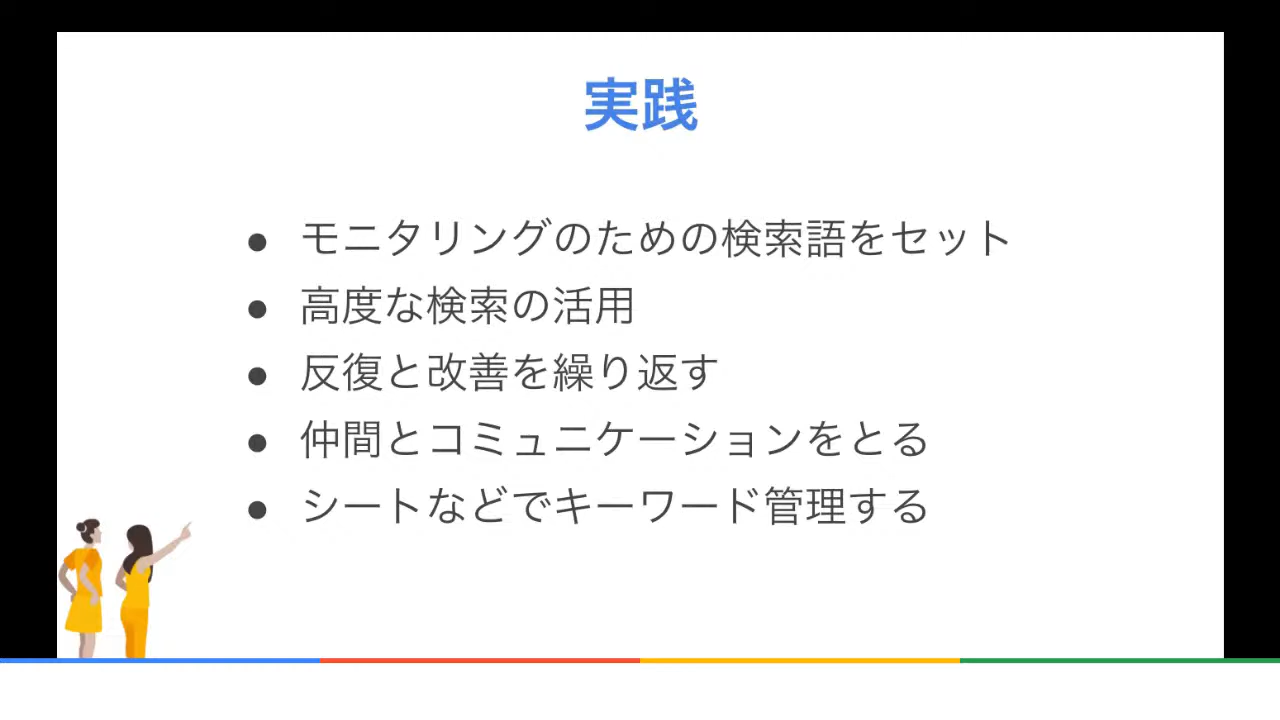 実践
● モニタリングのための検索語をセット
● 高度な検索の活用
● 反復と改善を繰り返す
● 仲間とコミュニケーションをとる
● シートなどでキーワード管理する